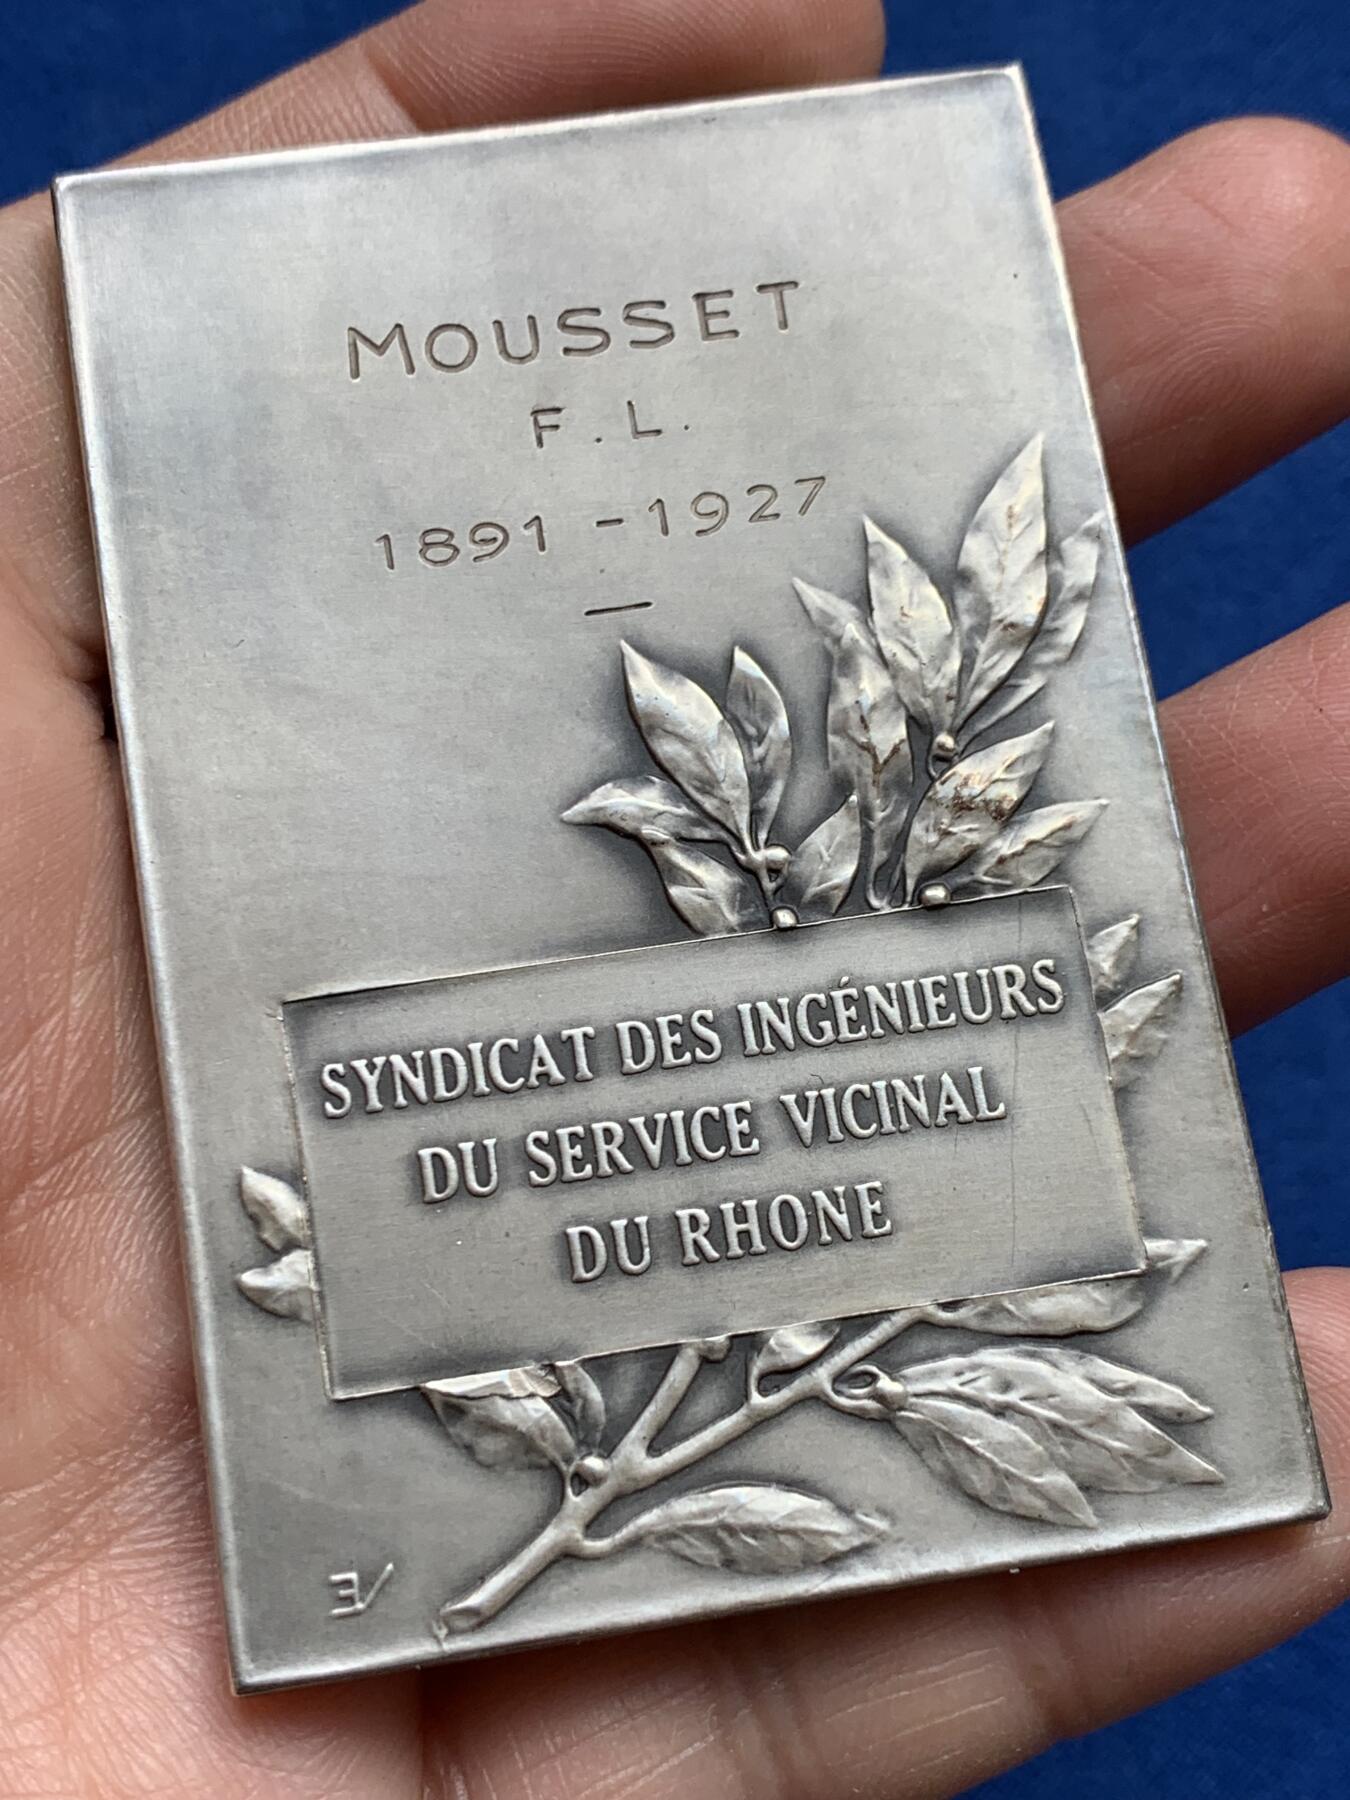 MOUSSET
F. L.
1891 - 1927
SYNDICAT DES INGÉNIEURS
DU SERVICE VICINAL
DU RHONE